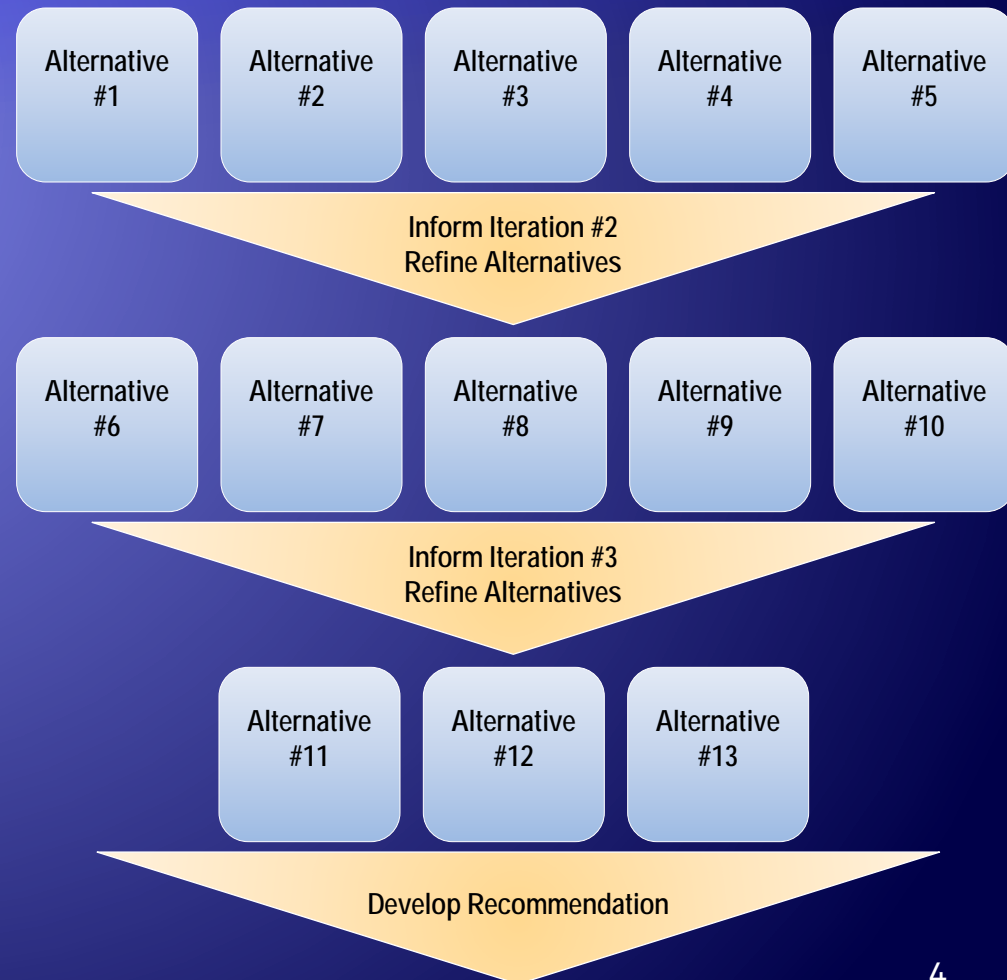 Alternative
#1
Alternative
#2
Alternative
#3
Alternative
#4
Alternative
#5
Inform Iteration #2
Refine Alternatives
Alternative
#6
Alternative
#7
Alternative
#8
Alternative
#9
Alternative
#10
Inform Iteration #3
Refine Alternatives
Alternative
#11
Alternative
#12
Alternative
#13
Develop Recommendation
4